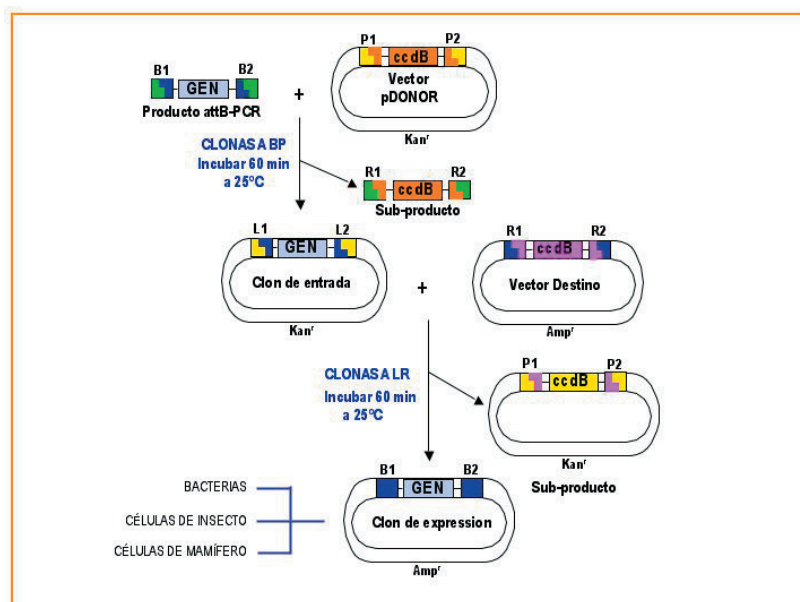 P1 P2
ccdB
B1 B2
GEN
+
Vector
pDONOR
Producto attB-PCR
Kanʳ
CLONASA BP
Incubar 60 min
a 25ºC
R1 R2
ccdB
Sub-producto
L1 L2
GEN
R1 R2
ccdB
Clon de entrada
+
Vector Destino
Kanʳ
Ampʳ
CLONASA LR
Incubar 60 min
a 25ºC
P1 P2
ccdB
Kanʳ
Sub-producto
B1 B2
GEN
BACTERIAS
CÉLULAS DE INSECTO
CÉLULAS DE MAMÍFERO
Clon de expression
Ampʳ